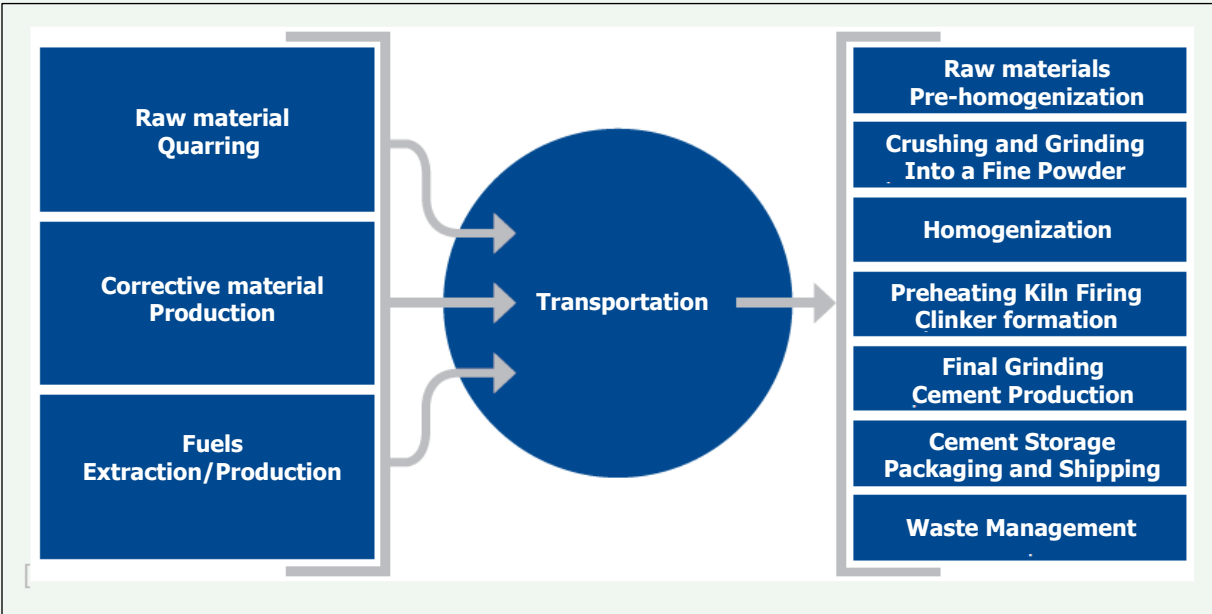 Raw material
Quarring
Corrective material
Production
Fuels
Extraction/Production
Transportation
Raw materials
Pre-homogenization
Crushing and Grinding
Into a Fine Powder
Homogenization
Preheating Kiln Firing
Clinker formation
Final Grinding
Cement Production
Cement Storage
Packaging and Shipping
Waste Management